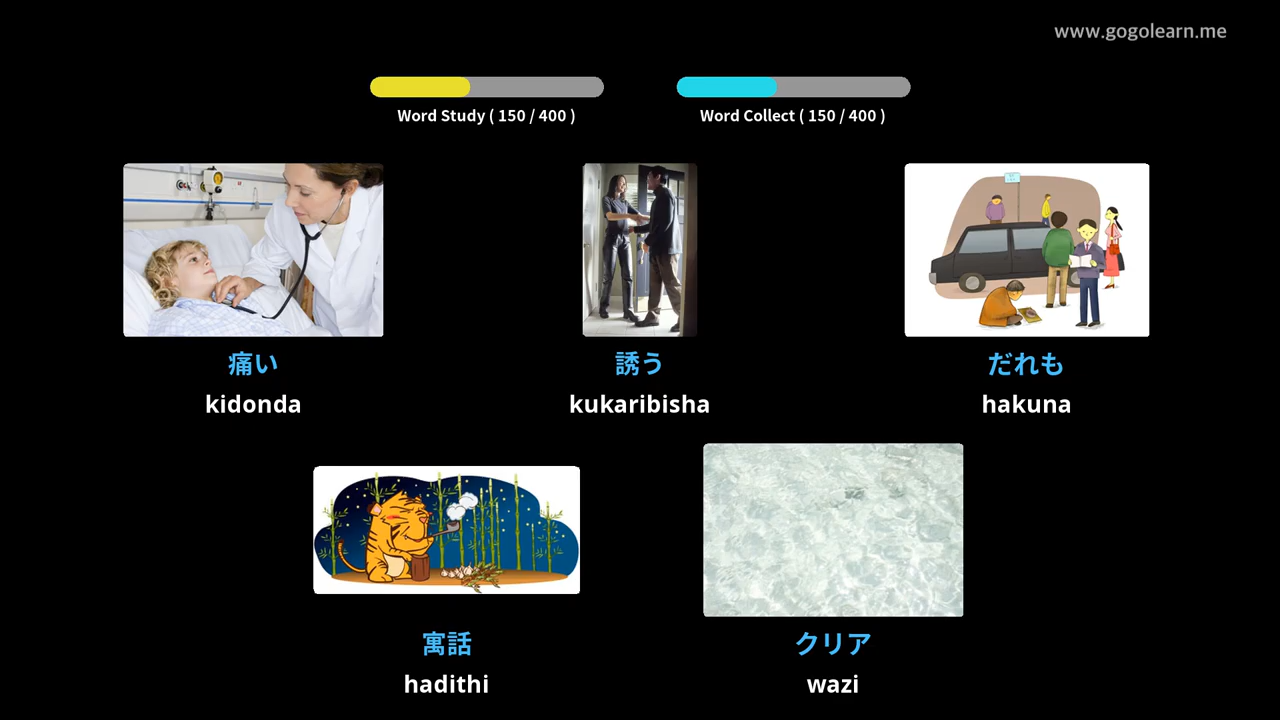 www.gogolearn.me
Word Study ( 150 / 400 )
Word Collect ( 150 / 400 )
痛い
kidonda
誘う
kukaribisha
だれも
hakuna
寓話
hadithi
クリア
wazi